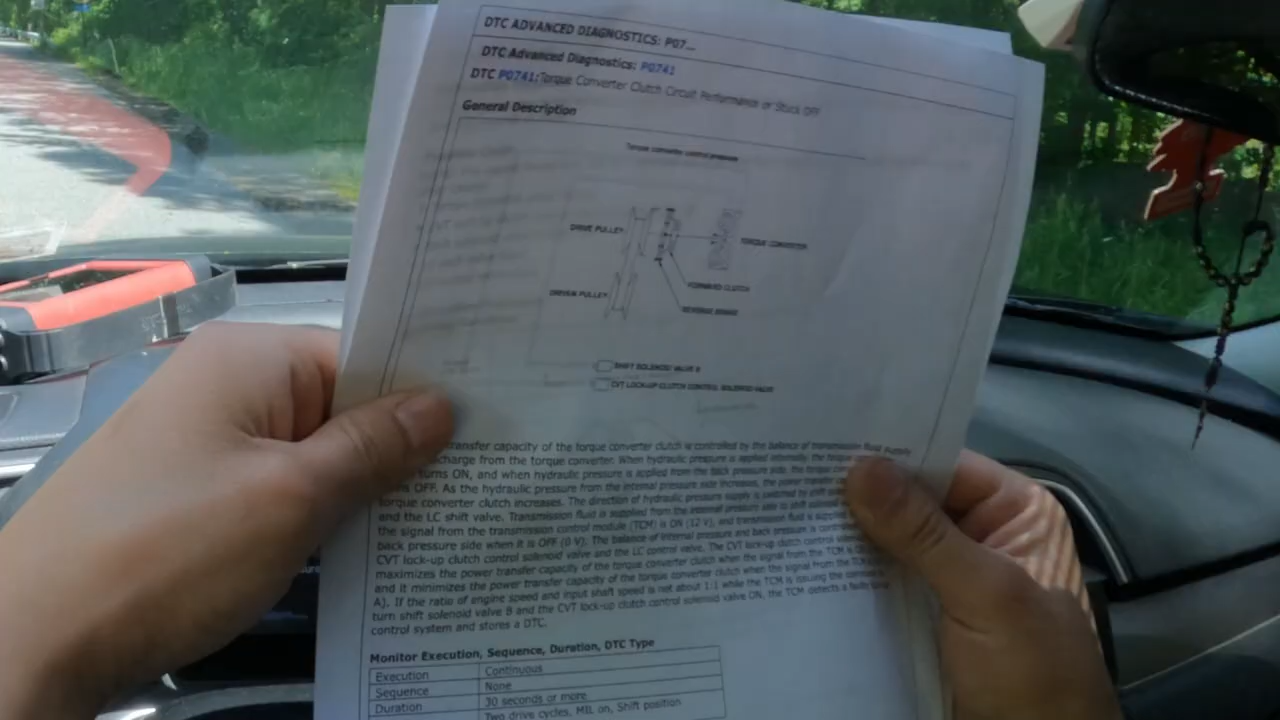 DTC ADVANCED DIAGNOSTICS: P07...
DTC Advanced Diagnostics: P0741
DTC P0741: Torque Converter Clutch Circuit Performance or Stuck OFF
General Description
Torque converter control pressure
DRIVE PULLEY
TORQUE CONVERTER
FORWARD CLUTCH
DRIVEN PULLEY
REVERSE BRAKE
SHIFT SOLENOID VALVE B
CVT LOCK-UP CLUTCH CONTROL SOLENOID VALVE
transfer capacity of the torque converter clutch is controlled by the balance of transmission fluid supply
charge from the torque converter. When hydraulic pressure is applied internally, the
turns ON, and when hydraulic pressure is applied from the back pressure side, the torque
OFF. As the hydraulic pressure from the internal pressure side increases, the power
torque converter clutch increases. The direction of hydraulic pressure supply is switched by shift
and the LC shift valve. Transmission fluid is supplied from the internal pressure side to shift
the signal from the transmission control module (TCM) is ON (12 V), and transmission fluid is
back pressure side when it is OFF (0 V). The balance of internal pressure and back pressure is
CVT lock-up clutch control solenoid valve and the LC control valve. The CVT lock-up clutch control
maximizes the power transfer capacity of the torque converter clutch when the signal from the TCM is
and it minimizes the power transfer capacity of the torque converter clutch when the signal from the
A). If the ratio of engine speed and input shaft speed is not about 1:1 while the TCM is issuing the
turn shift solenoid valve B and the CVT lock-up clutch control solenoid valve ON, the TCM detects a
control system and stores a DTC.
Monitor Execution, Sequence, Duration, DTC Type
Execution Continuous
Sequence None
Duration 30 seconds or more
Two drive cycles, MIL on, Shift position